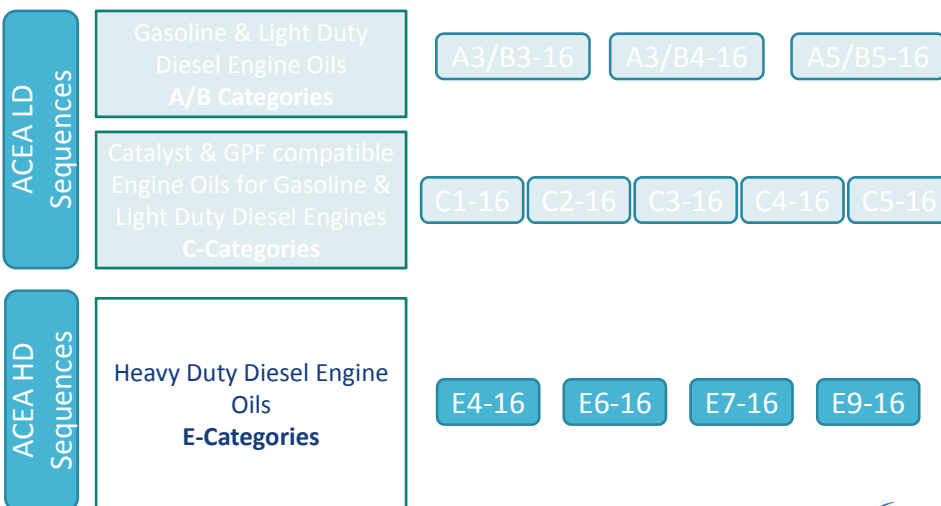 ACEA LD
Sequences
Gasoline & Light Duty
Diesel Engine Oils
A/B Categories
A3/B3-16 A3/B4-16 A5/B5-16
Catalyst & GPF compatible
Engine Oils for Gasoline &
Light Duty Diesel Engines
C-Categories
C1-16 C2-16 C3-16 C4-16 C5-16
ACEA HD
Sequences
Heavy Duty Diesel Engine
Oils
E-Categories
E4-16 E6-16 E7-16 E9-16